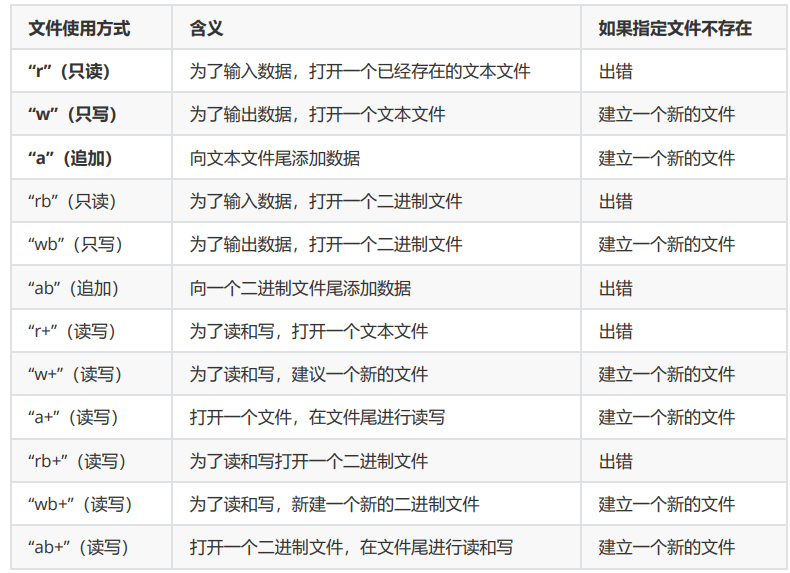 文件使用方式 含义 如果指定文件不存在
“r”（只读） 为了输入数据，打开一个已经存在的文本文件 出错
“w”（只写） 为了输出数据，打开一个文本文件 建立一个新的文件
“a”（追加） 向文本文件尾添加数据 建立一个新的文件
“rb”（只读） 为了输入数据，打开一个二进制文件 出错
“wb”（只写） 为了输出数据，打开一个二进制文件 建立一个新的文件
“ab”（追加） 向一个二进制文件尾添加数据 出错
“r+”（读写） 为了读和写，打开一个文本文件 出错
“w+”（读写） 为了读和写，建议一个新的文件 建立一个新的文件
“a+”（读写） 打开一个文件，在文件尾进行读写 建立一个新的文件
“rb+”（读写） 为了读和写打开一个二进制文件 出错
“wb+”（读写） 为了读和写，新建一个新的二进制文件 建立一个新的文件
“ab+”（读写） 打开一个二进制文件，在文件尾进行读和写 建立一个新的文件